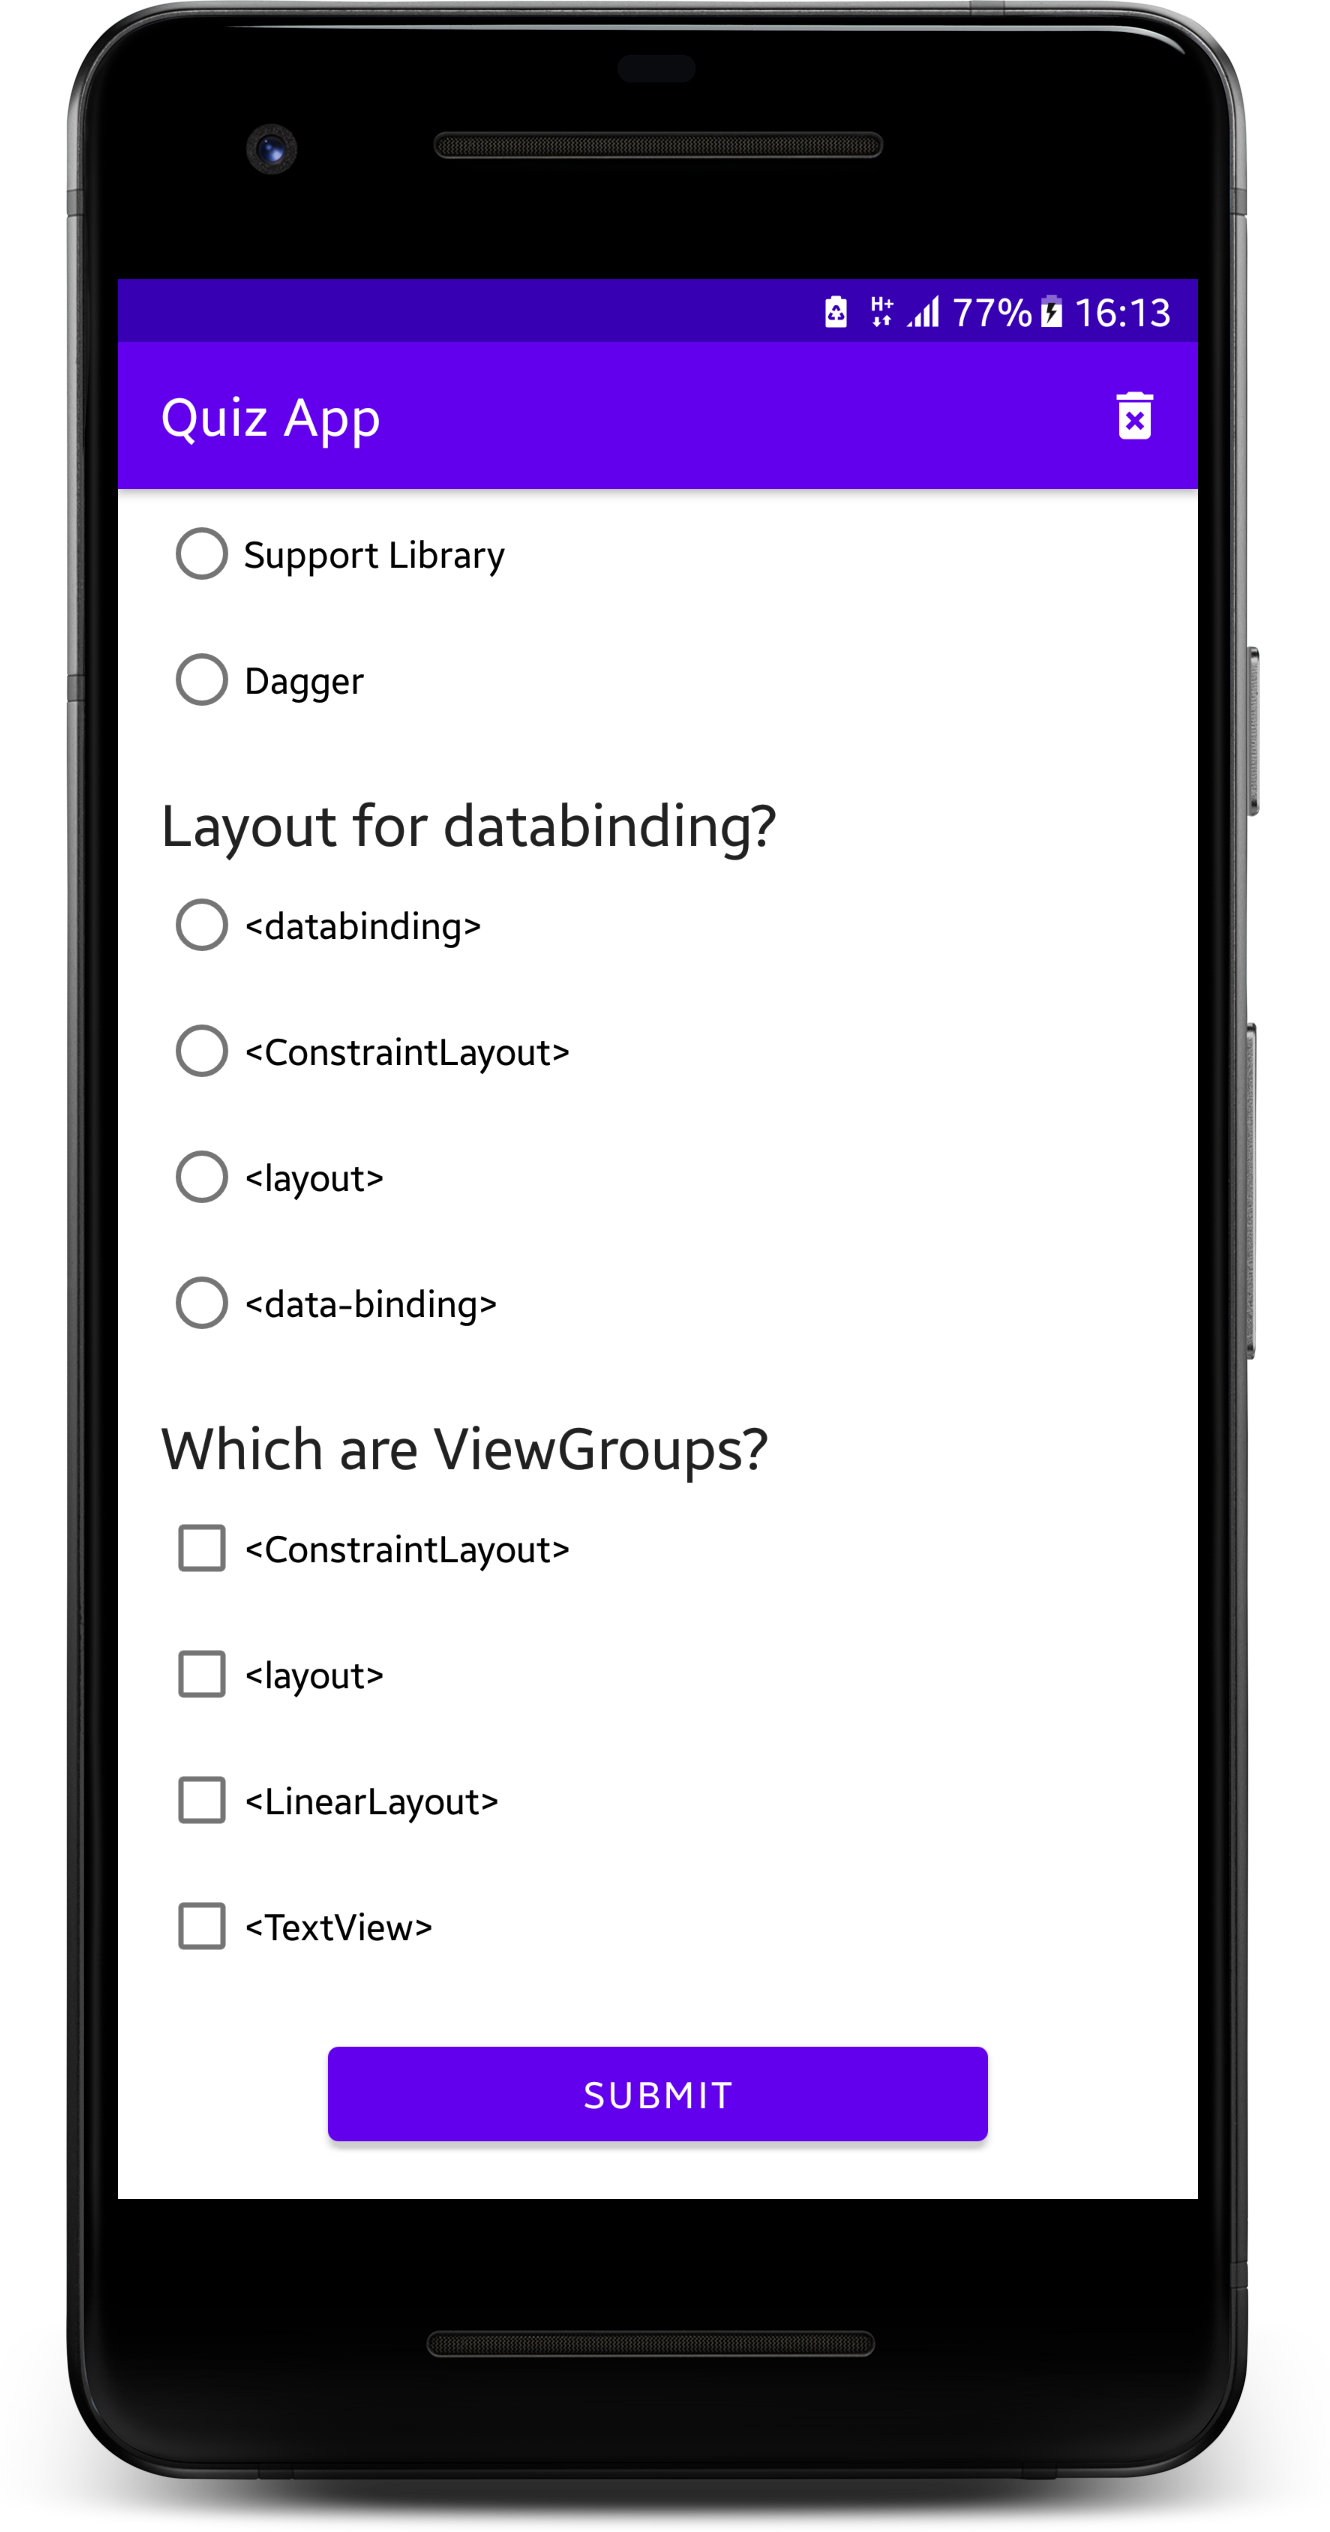 H+ 77% 16:13
Quiz App
Support Library
Dagger
Layout for databinding?
<databinding>
<ConstraintLayout>
<layout>
<data-binding>
Which are ViewGroups?
<ConstraintLayout>
<layout>
<LinearLayout>
<TextView>
SUBMIT